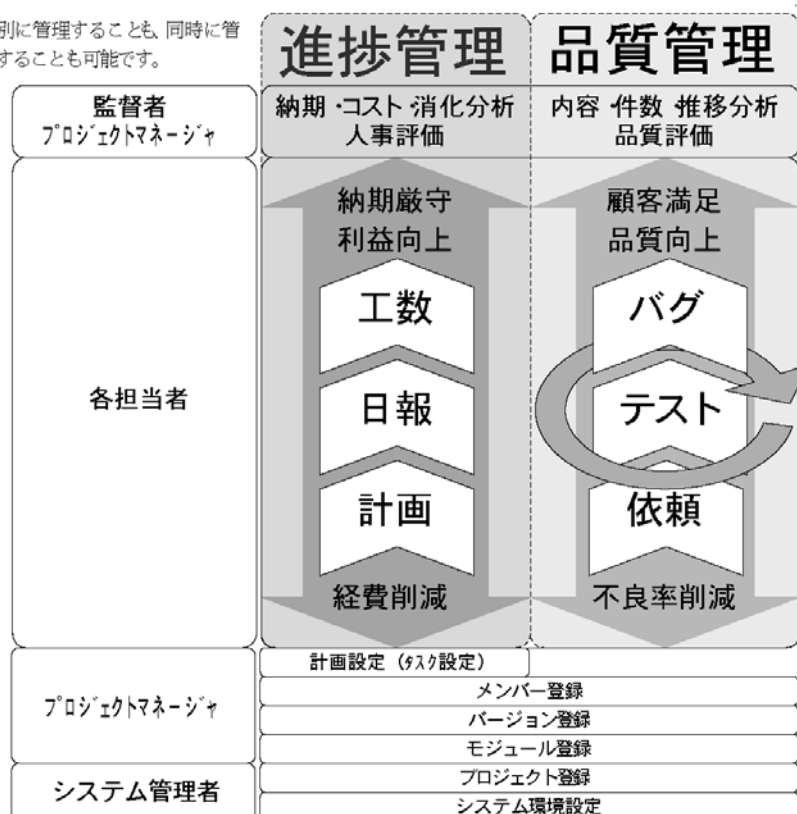 別に管理することも、同時に管
することも可能です。
進捗管理
品質管理
監督者
プロジェクトマネージャ
納期・コスト・消化分析
人事評価
内容・件数・推移分析
品質評価
各担当者
納期厳守
利益向上
工数
日報
計画
経費削減
顧客満足
品質向上
バグ
テスト
依頼
不良率削減
プロジェクトマネージャ
計画設定（タスク設定）
メンバー登録
バージョン登録
モジュール登録
システム管理者
プロジェクト登録
システム環境設定